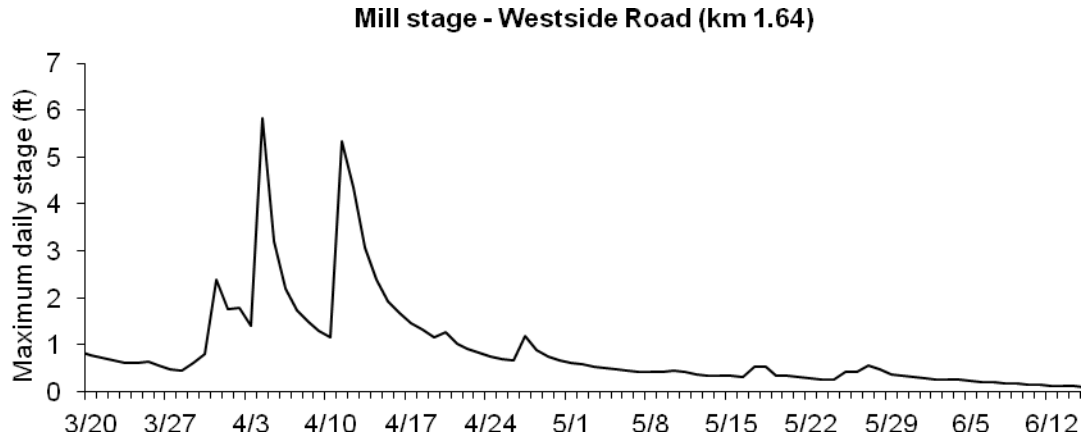 Mill stage - Westside Road (km 1.64)
Maximum daily stage (ft)
7
6
5
4
3
2
1
0
3/20 3/27 4/3 4/10 4/17 4/24 5/1 5/8 5/15 5/22 5/29 6/5 6/12